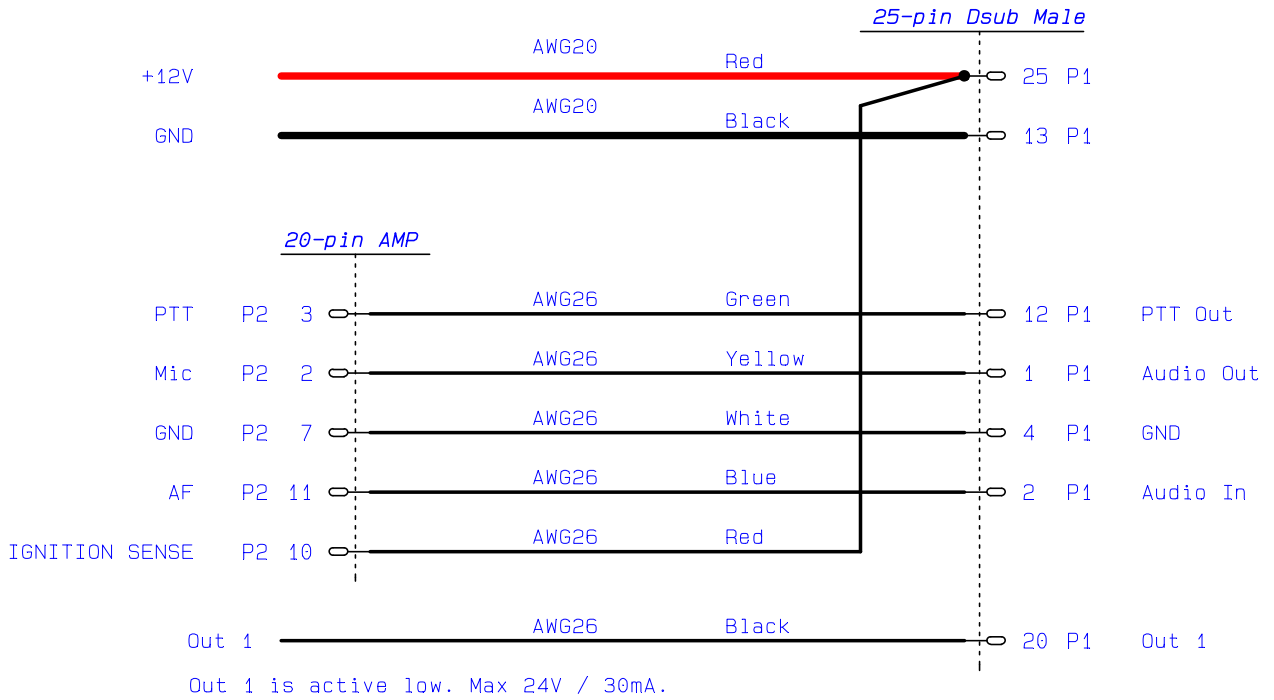 25-pin Dsub Male
AWG20 Red
+12V 25 P1
AWG20 Black
GND 13 P1
20-pin AMP
AWG26 Green
PTT P2 3 12 P1 PTT Out
AWG26 Yellow
Mic P2 2 1 P1 Audio Out
AWG26 White
GND P2 7 4 P1 GND
AWG26 Blue
AF P2 11 2 P1 Audio In
AWG26 Red
IGNITION SENSE P2 10
AWG26 Black
Out 1 20 P1 Out 1
Out 1 is active low. Max 24V / 30mA.